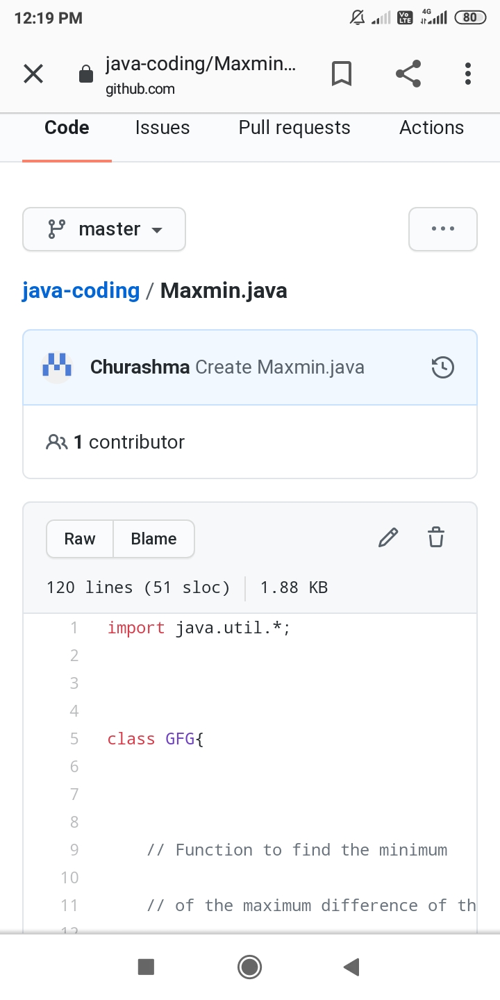 12:19 PM
Vo LTE 4G 80
java-coding/Maxmin...
github.com
Code Issues Pull requests Actions
master
java-coding / Maxmin.java
Churashma Create Maxmin.java
1 contributor
Raw Blame
120 lines (51 sloc) 1.88 KB
1 import java.util.*;
2
3
4
5 class GFG{
6
7
8
9 // Function to find the minimum
10
11 // of the maximum difference of th
12